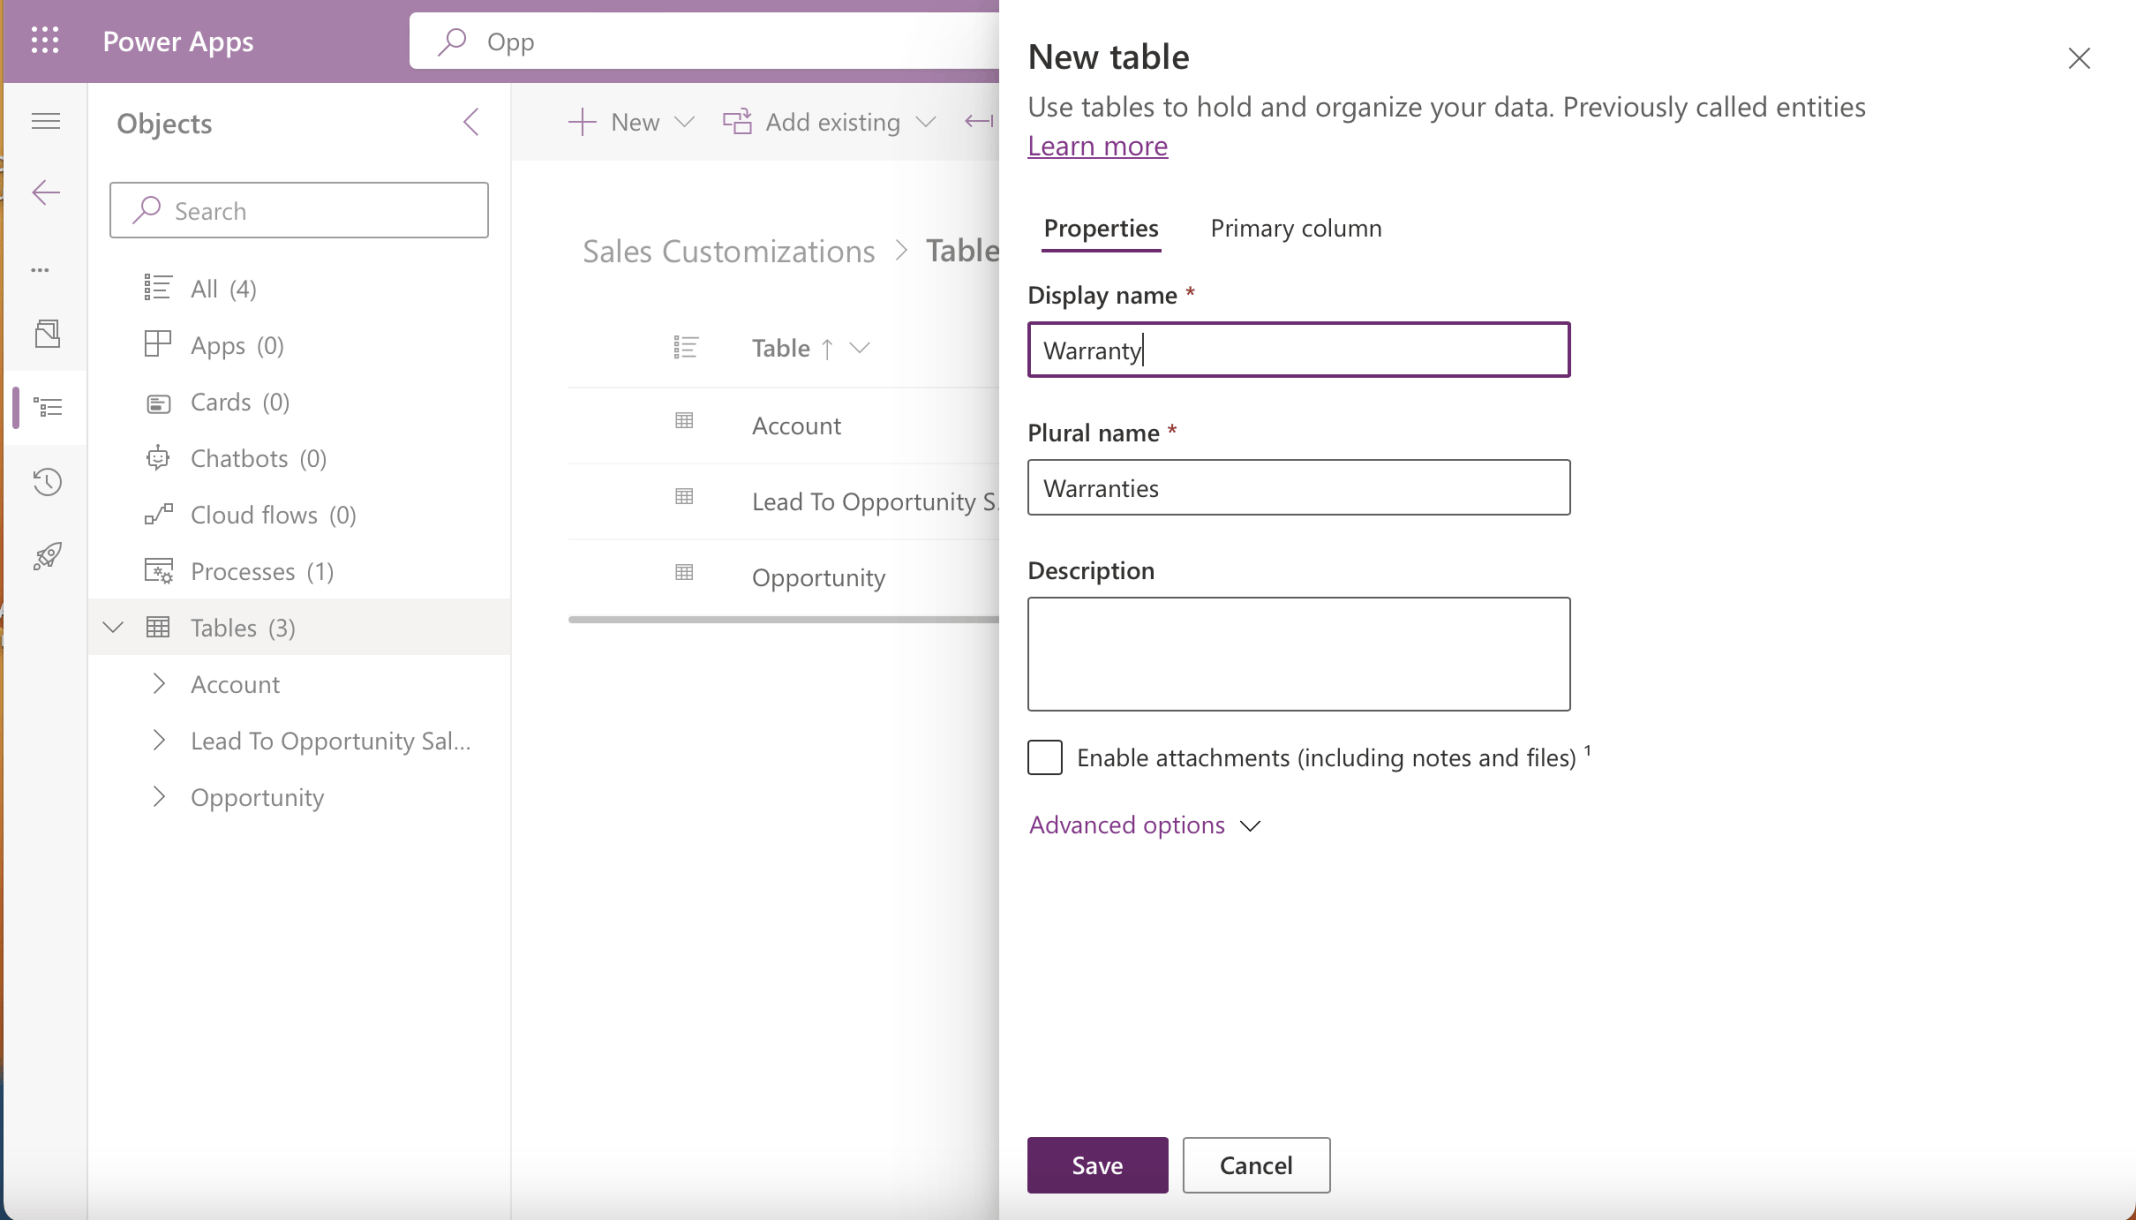 Power Apps
Opp
Objects
Search
All (4)
Apps (0)
Cards (0)
Chatbots (0)
Cloud flows (0)
Processes (1)
Tables (3)
Account
Lead To Opportunity Sal...
Opportunity
New
Add existing
Sales Customizations > Table
Table
Account
Lead To Opportunity S.
Opportunity
New table
Use tables to hold and organize your data. Previously called entities
Learn more
Properties Primary column
Display name *
Warranty
Plural name *
Warranties
Description
Enable attachments (including notes and files) 1
Advanced options
Save Cancel